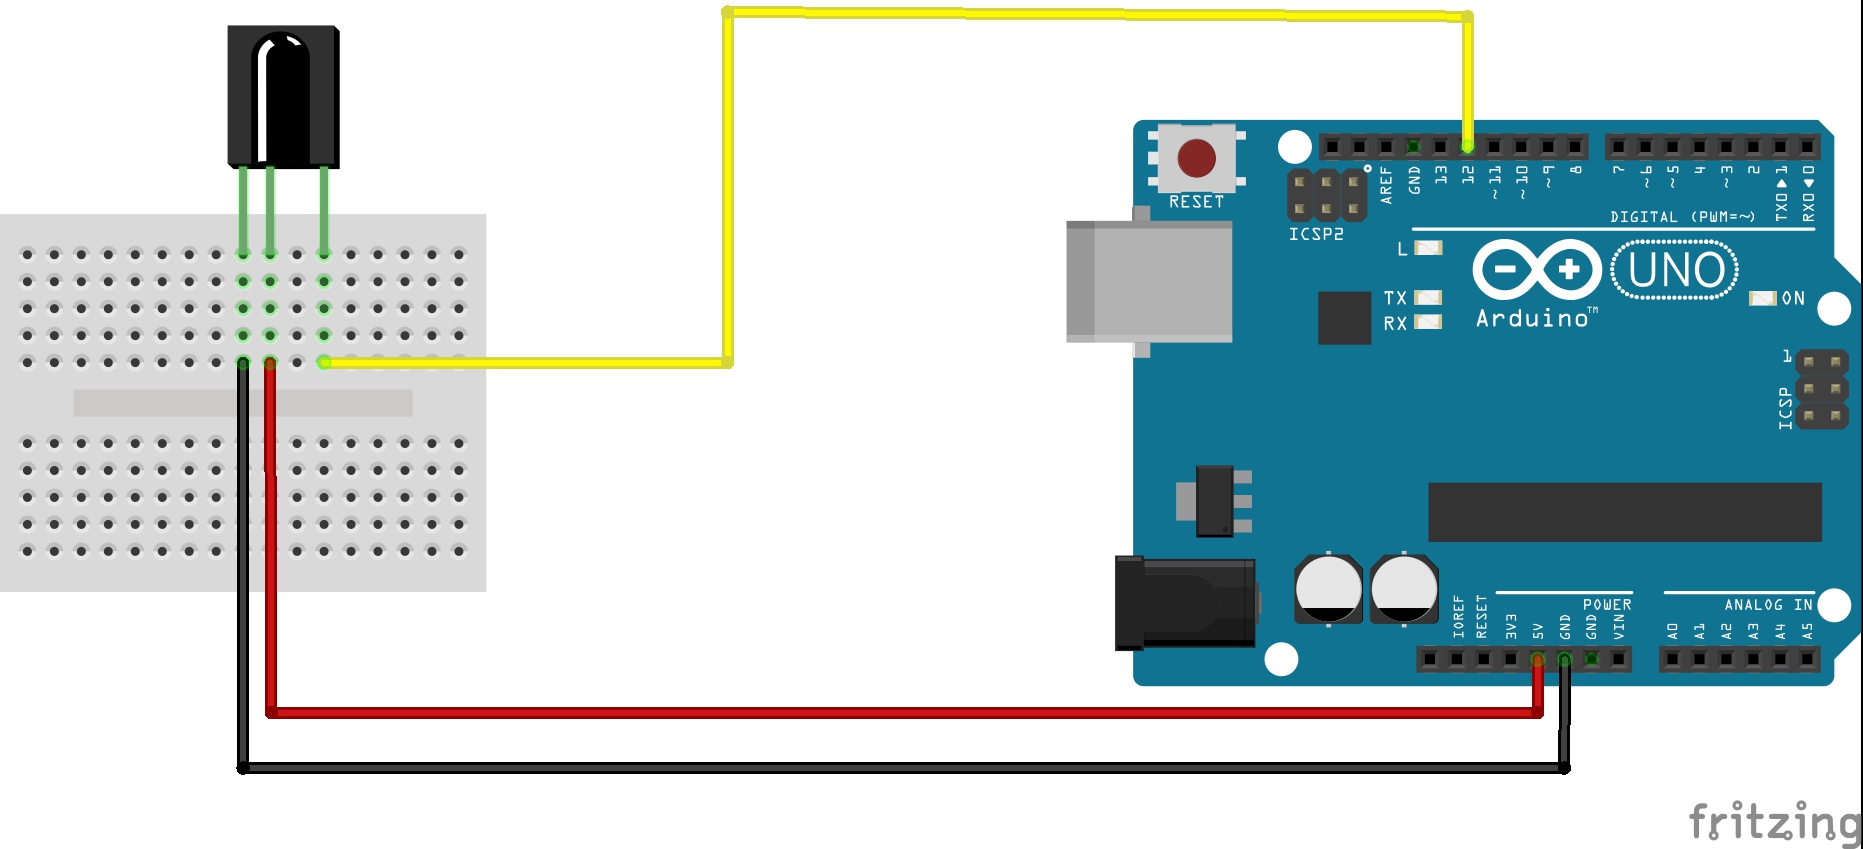 RESET
ICSP2
AREF
GND
13
12
~11
~10
~9
8
7
~6
~5
4
~3
2
TX0▶1
RX0◀0
DIGITAL (PWM=~)
L
TX
RX
UNO
Arduino™
ON
1
ICSP
POWER
ANALOG IN
IOREF
RESET
3V3
5V
GND
GND
VIN
A0
A1
A2
A3
A4
A5
fritzing